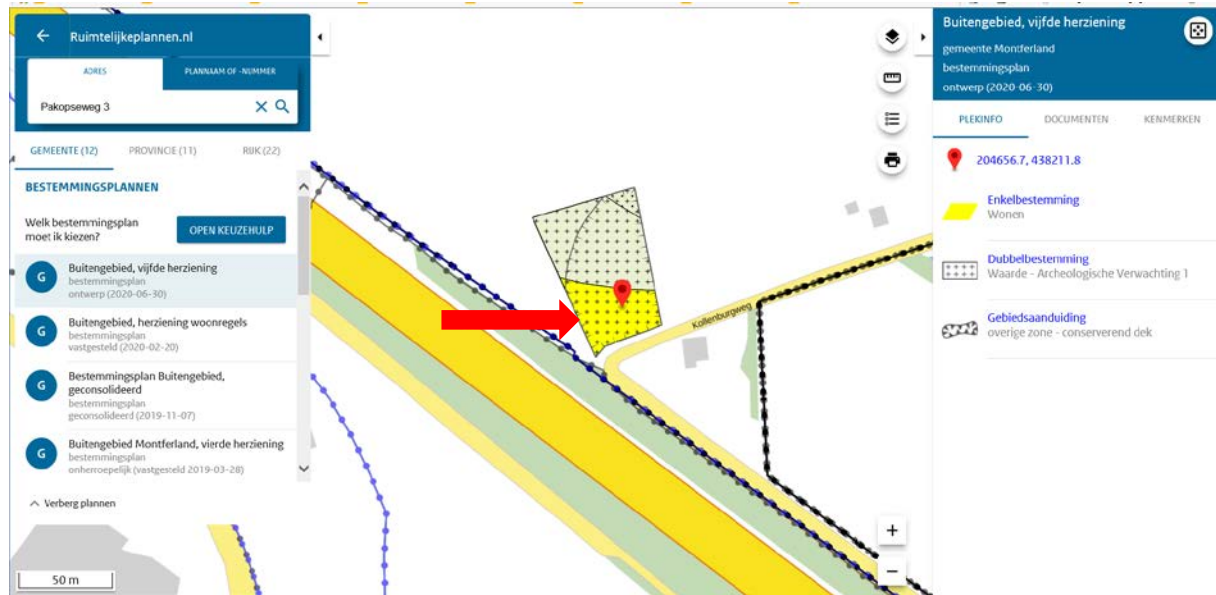 Ruimtelijkeplannen.nl
ADRES
PLANNAAM OF -NUMMER
Pakopseweg 3
GEMEENTE (12)
PROVINCIE (11)
RIJK (22)
BESTEMMINGSPLANNEN
Welk bestemmingsplan
moet ik kiezen?
OPEN KEUZEHULP
G
Buitengebied, vijfde herziening
bestemmingsplan
ontwerp (2020-06-30)
G
Buitengebied, herziening woonregels
bestemmingsplan
vastgesteld (2020-02-20)
G
Bestemmingsplan Buitengebied,
geconsolideerd
bestemmingsplan
geconsolideerd (2019-11-07)
G
Buitengebied Montferland, vierde herziening
bestemmingsplan
onherroepelijk (vastgesteld 2019-03-28)
Verberg plannen
50 m
Kollenburgweg
+
−
Buitengebied, vijfde herziening
gemeente Montferland
bestemmingsplan
ontwerp (2020-06-30)
PLEKINFO
DOCUMENTEN
KENMERKEN
204656.7, 438211.8
Enkelbestemming
Wonen
Dubbelbestemming
Waarde - Archeologische Verwachting 1
Gebiedsaanduiding
overige zone - conserverend dek